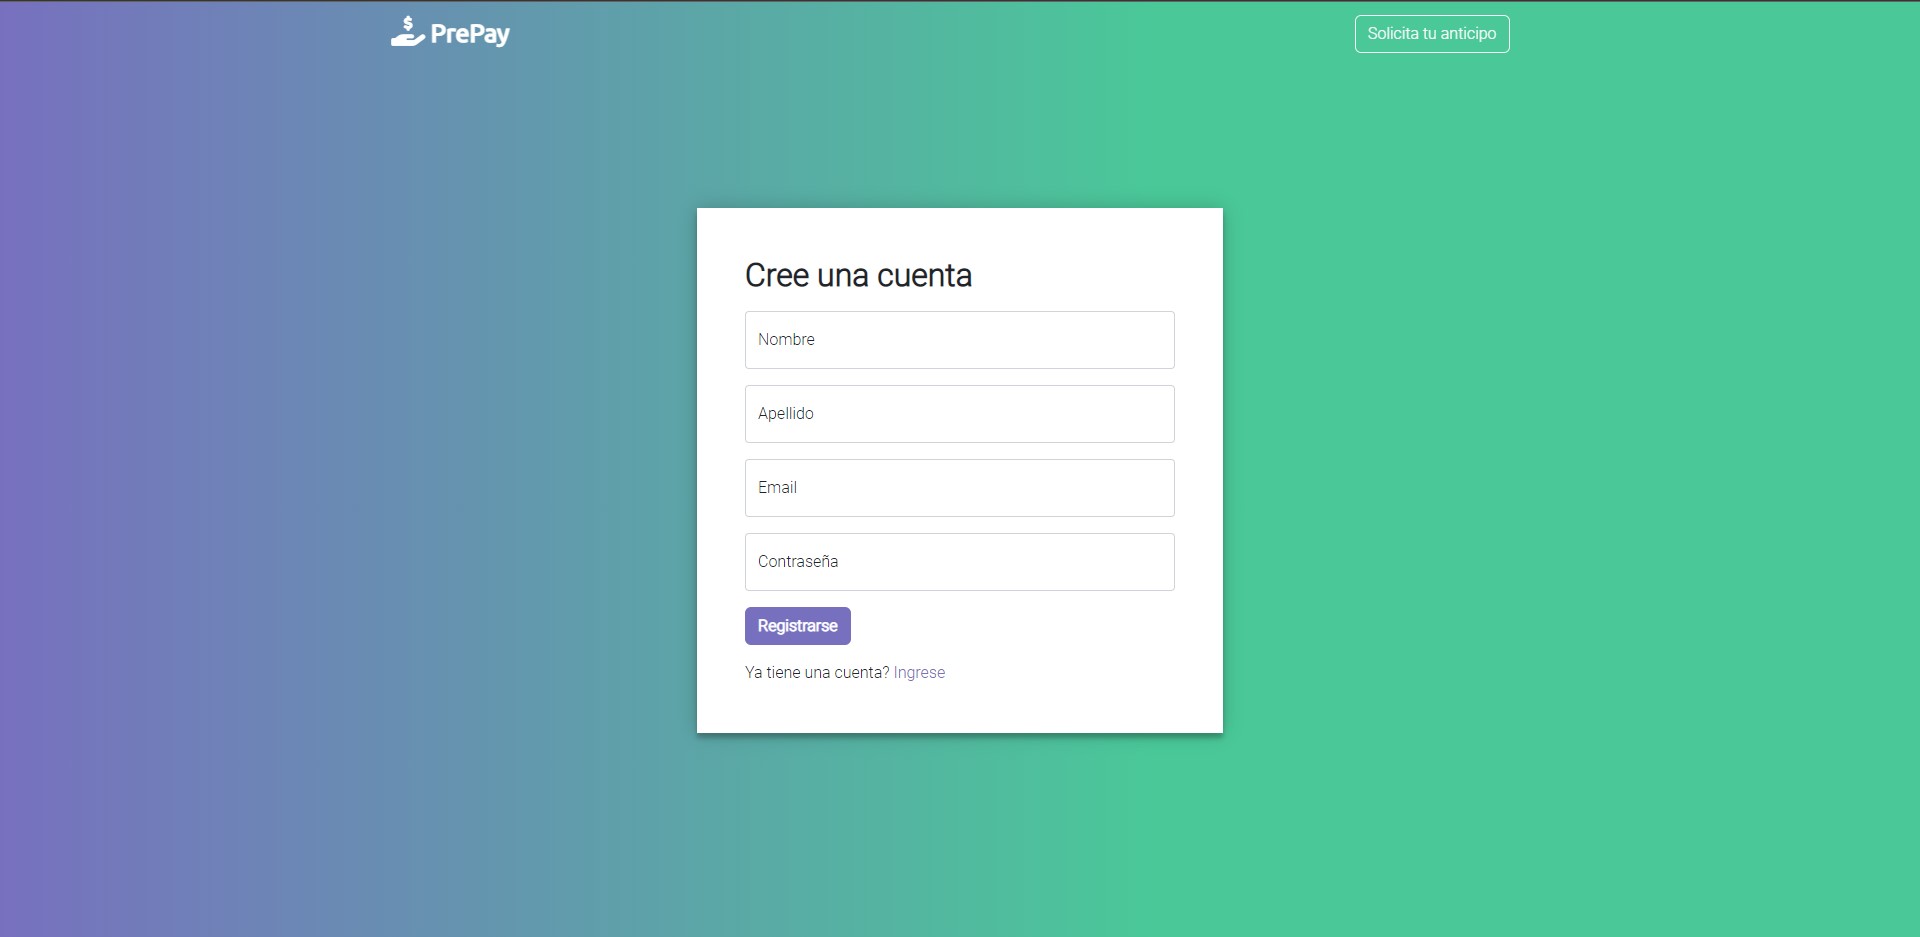 PrePay
Solicita tu anticipo
Cree una cuenta
Nombre
Apellido
Email
Contraseña
Registrarse
Ya tiene una cuenta? Ingrese